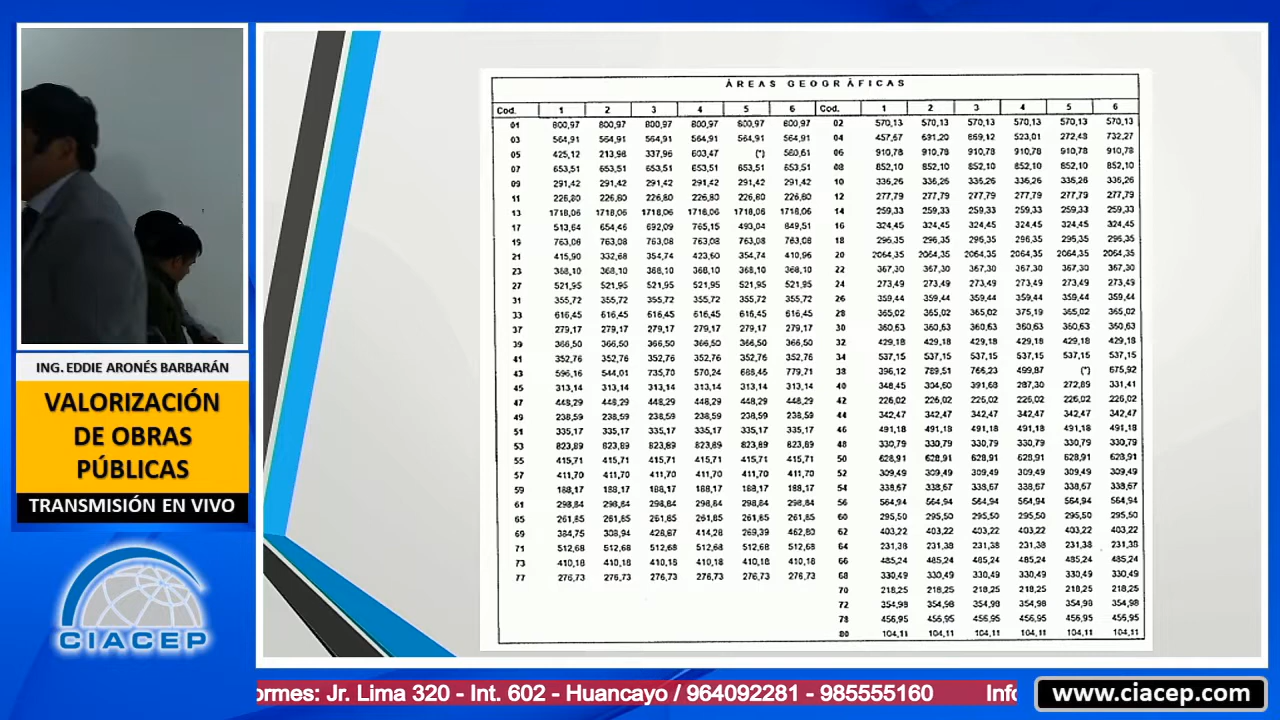 ING. EDDIE ARONÉS BARBARÁN
VALORIZACIÓN
DE OBRAS
PÚBLICAS
TRANSMISIÓN EN VIVO
CIACEP
ÁREAS GEOGRÁFICAS
Cod. 1 2 3 4 5 6 Cod. 1 2 3 4 5 6
01 800,97 800,97 800,97 800,97 800,97 800,97 02 570,13 570,13 570,13 570,13 570,13 570,13
03 564,91 564,91 564,91 564,91 564,91 564,91 04 457,67 691,20 869,12 523,01 272,48 732,27
05 425,12 213,98 337,96 603,47 (*) 560,61 06 910,78 910,78 910,78 910,78 910,78 910,78
07 653,51 653,51 653,51 653,51 653,51 653,51 08 852,10 852,10 852,10 852,10 852,10 852,10
09 291,42 291,42 291,42 291,42 291,42 291,42 10 336,26 336,26 336,26 336,26 336,26 336,26
11 226,80 226,80 226,80 226,80 226,80 226,80 12 277,79 277,79 277,79 277,79 277,79 277,79
13 1718,06 1718,06 1718,06 1718,06 1718,06 1718,06 14 259,33 259,33 259,33 259,33 259,33 259,33
17 513,64 654,46 692,09 765,15 493,04 849,51 16 324,45 324,45 324,45 324,45 324,45 324,45
19 763,08 763,08 763,08 763,08 763,08 763,08 18 296,35 296,35 296,35 296,35 296,35 296,35
21 415,90 332,68 354,74 423,60 354,74 410,96 20 2064,35 2064,35 2064,35 2064,35 2064,35 2064,35
23 368,10 368,10 368,10 368,10 368,10 368,10 22 367,30 367,30 367,30 367,30 367,30 367,30
27 521,95 521,95 521,95 521,95 521,95 521,95 24 273,49 273,49 273,49 273,49 273,49 273,49
31 355,72 355,72 355,72 355,72 355,72 355,72 26 359,44 359,44 359,44 359,44 359,44 359,44
33 616,45 616,45 616,45 616,45 616,45 616,45 28 365,02 365,02 365,02 375,19 365,02 365,02
37 279,17 279,17 279,17 279,17 279,17 279,17 30 360,63 360,63 360,63 360,63 360,63 360,63
39 366,50 366,50 366,50 366,50 366,50 366,50 32 429,18 429,18 429,18 429,18 429,18 429,18
41 352,76 352,76 352,76 352,76 352,76 352,76 34 537,15 537,15 537,15 537,15 537,15 537,15
43 596,16 544,01 735,70 570,24 688,45 779,71 38 396,12 789,51 766,23 499,87 (*) 675,92
45 313,14 313,14 313,14 313,14 313,14 313,14 40 348,45 304,60 391,68 287,30 272,89 331,41
47 448,29 448,29 448,29 448,29 448,29 448,29 42 226,02 226,02 226,02 226,02 226,02 226,02
49 238,59 238,59 238,59 238,59 238,59 238,59 44 342,47 342,47 342,47 342,47 342,47 342,47
51 335,17 335,17 335,17 335,17 335,17 335,17 46 491,18 491,18 491,18 491,18 491,18 491,18
53 823,89 823,89 823,89 823,89 823,89 823,89 48 330,79 330,79 330,79 330,79 330,79 330,79
55 415,71 415,71 415,71 415,71 415,71 415,71 50 628,91 628,91 628,91 628,91 628,91 628,91
57 411,70 411,70 411,70 411,70 411,70 411,70 52 309,49 309,49 309,49 309,49 309,49 309,49
59 188,17 188,17 188,17 188,17 188,17 188,17 54 338,67 338,67 338,67 338,67 338,67 338,67
61 298,84 298,84 298,84 298,84 298,84 298,84 56 564,94 564,94 564,94 564,94 564,94 564,94
65 261,85 261,85 261,85 261,85 261,85 261,85 60 295,50 295,50 295,50 295,50 295,50 295,50
69 384,75 308,94 428,67 414,28 269,39 462,80 62 403,22 403,22 403,22 403,22 403,22 403,22
71 512,68 512,68 512,68 512,68 512,68 512,68 64 231,38 231,38 231,38 231,38 231,38 231,38
73 410,18 410,18 410,18 410,18 410,18 410,18 66 485,24 485,24 485,24 485,24 485,24 485,24
77 276,73 276,73 276,73 276,73 276,73 276,73 68 330,49 330,49 330,49 330,49 330,49 330,49
70 218,25 218,25 218,25 218,25 218,25 218,25
72 354,98 354,98 354,98 354,98 354,98 354,98
78 456,95 456,95 456,95 456,95 456,95 456,95
80 104,11 104,11 104,11 104,11 104,11 104,11
ormes: Jr. Lima 320 - Int. 602 - Huancayo / 964092281 - 985555160 Info
www.ciacep.com